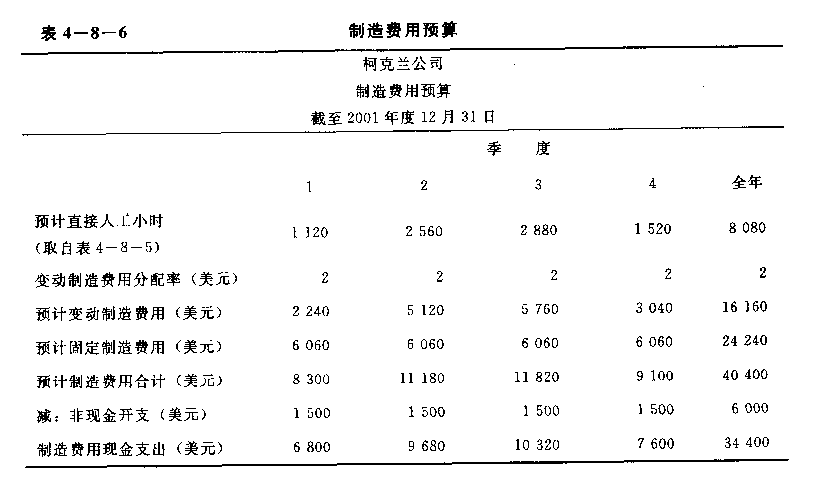 表4-8-6 制造费用预算
柯克兰公司
制造费用预算
截至2001年度12月31日
季 度
1 2 3 4 全年
预计直接人工小时
(取自表4-8-5) 1 120 2 560 2 880 1 520 8 080
变动制造费用分配率(美元) 2 2 2 2 2
预计变动制造费用(美元) 2 240 5 120 5 760 3 040 16 160
预计固定制造费用(美元) 6 060 6 060 6 060 6 060 24 240
预计制造费用合计(美元) 8 300 11 180 11 820 9 100 40 400
减:非现金开支(美元) 1 500 1 500 1 500 1 500 6 000
制造费用现金支出(美元) 6 800 9 680 10 320 7 600 34 400